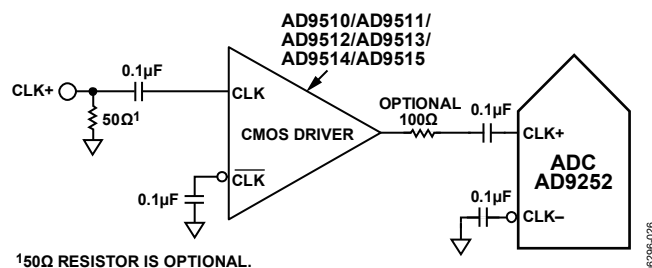 AD9510/AD9511/
AD9512/AD9513/
AD9514/AD9515
CLK+
0.1µF
50Ω¹
CLK
CMOS DRIVER
OPTIONAL
100Ω
0.1µF
CLK+
ADC
AD9252
0.1µF
CLK
0.1µF
CLK–
¹50Ω RESISTOR IS OPTIONAL.